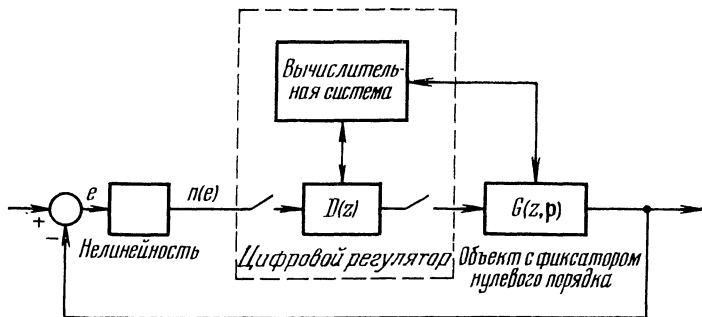 Вычислитель-
ная система
e
n(e)
D(z)
G(z,p)
+
−
Нелинейность
Цифровой регулятор
Объект с фиксатором
нулевого порядка